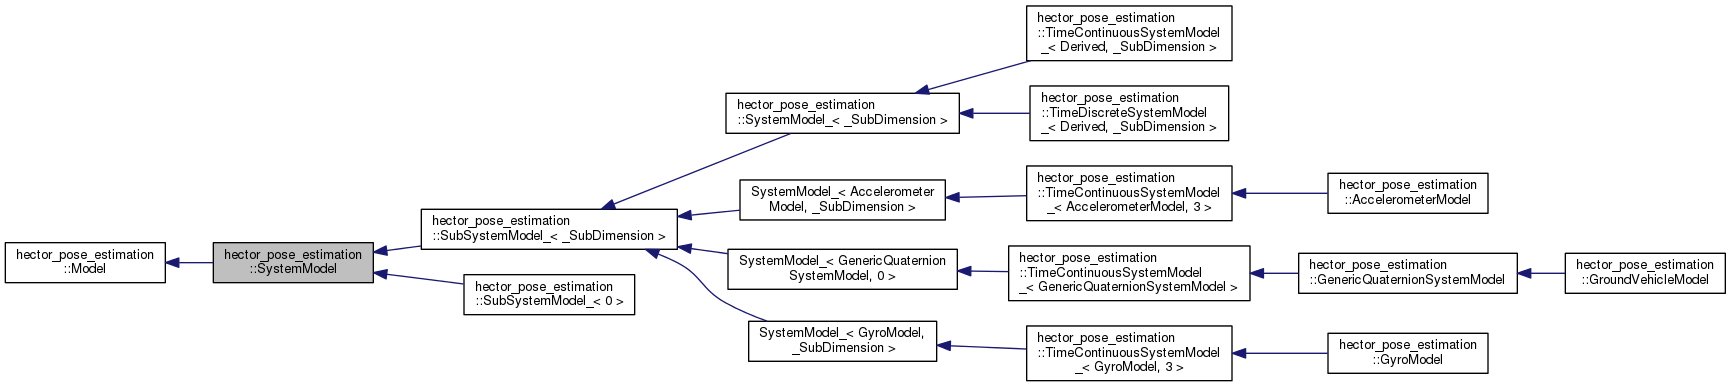 hector_pose_estimation
::Model
hector_pose_estimation
::SystemModel
hector_pose_estimation
::SubSystemModel_< _SubDimension >
hector_pose_estimation
::SubSystemModel_< 0 >
hector_pose_estimation
::SystemModel_< _SubDimension >
SystemModel_< Accelerometer
Model, _SubDimension >
SystemModel_< GenericQuaternion
SystemModel, 0 >
SystemModel_< GyroModel,
_SubDimension >
hector_pose_estimation
::TimeContinuousSystemModel
_< Derived, _SubDimension >
hector_pose_estimation
::TimeDiscreteSystemModel
_< Derived, _SubDimension >
hector_pose_estimation
::TimeContinuousSystemModel
_< AccelerometerModel, 3 >
hector_pose_estimation
::TimeContinuousSystemModel
_< GenericQuaternionSystemModel >
hector_pose_estimation
::TimeContinuousSystemModel
_< GyroModel, 3 >
hector_pose_estimation
::AccelerometerModel
hector_pose_estimation
::GenericQuaternionSystemModel
hector_pose_estimation
::GyroModel
hector_pose_estimation
::GroundVehicleModel